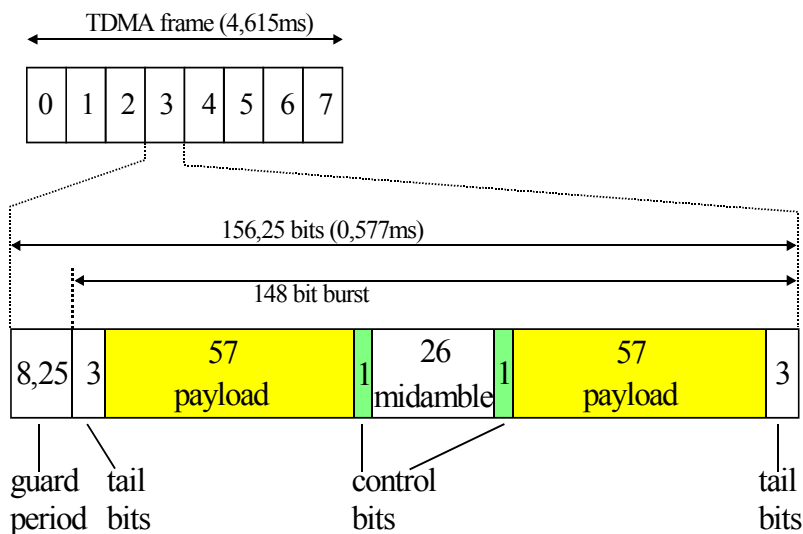 TDMA frame (4,615ms)
0 1 2 3 4 5 6 7
156,25 bits (0,577ms)
148 bit burst
8,25 3 57 payload 1 26 midamble 1 57 payload 3
guard period
tail bits
control bits
tail bits